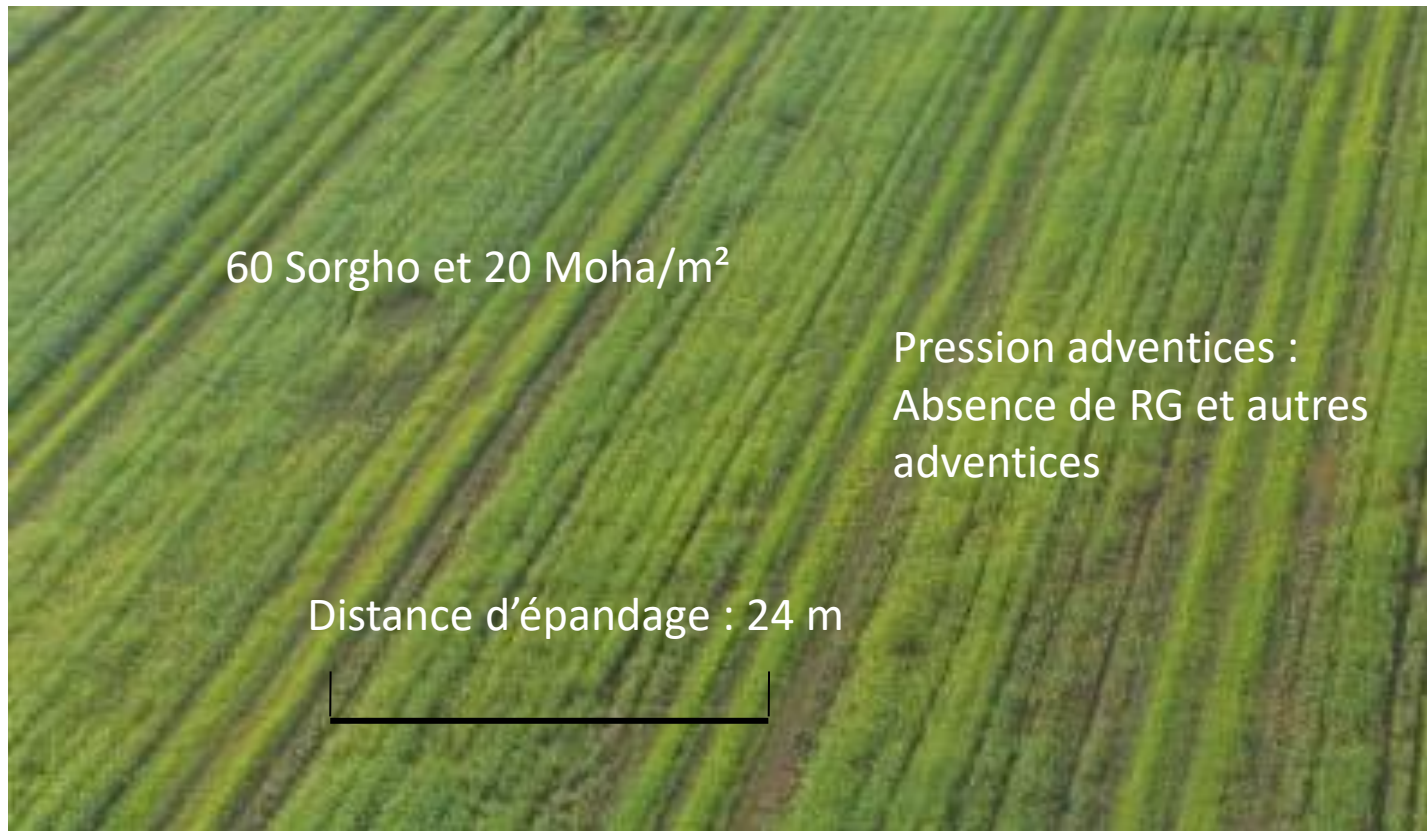 60 Sorgho et 20 Moha/m²
Pression adventices :
Absence de RG et autres
adventices
Distance d’épandage : 24 m